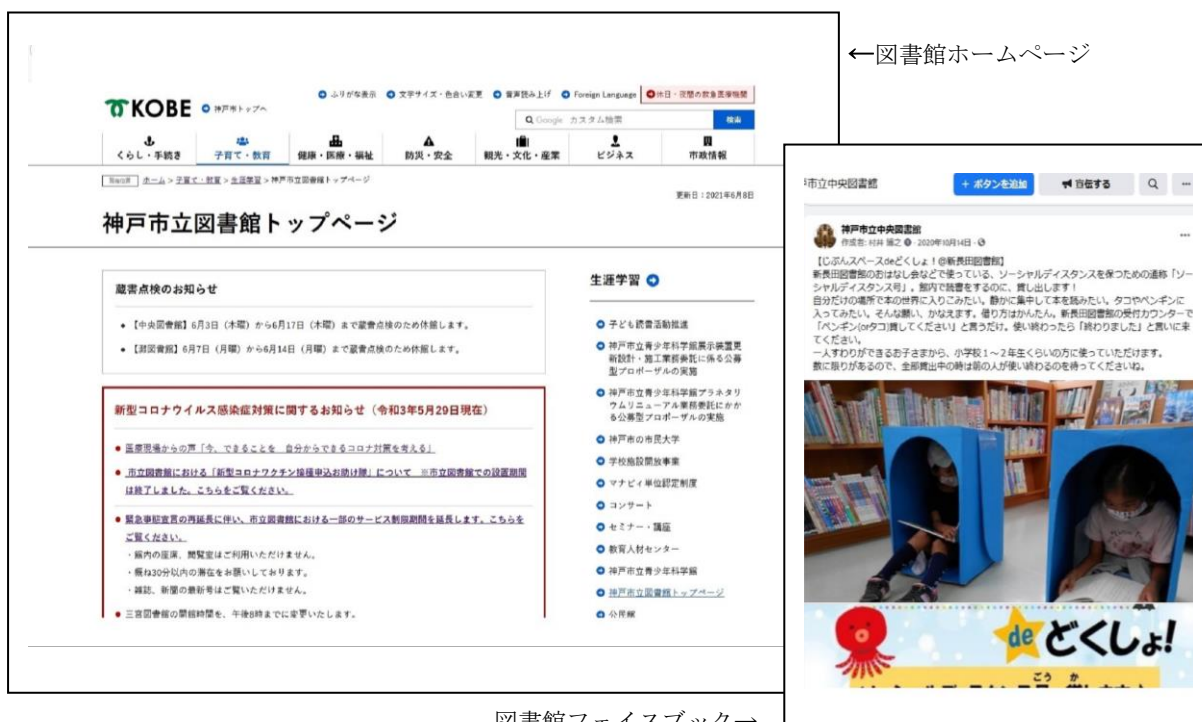 ←図書館ホームページ
KOBE
神戸市トップへ
ふりがな表示
文字サイズ・色合い変更
音声読み上げ
Foreign Language
休日・夜間の救急医療機関
Google カスタム検索
検索
くらし・手続き
子育て・教育
健康・医療・福祉
防災・安全
観光・文化・産業
ビジネス
市政情報
ホーム > 子育て・教育 > 生涯学習 > 神戸市立図書館トップページ
更新日：2021年6月8日
神戸市立図書館トップページ
蔵書点検のお知らせ
・【中央図書館】6月3日（木曜）から6月17日（木曜）まで蔵書点検のため休館します。
・【灘図書館】6月7日（月曜）から6月14日（月曜）まで蔵書点検のため休館します。
新型コロナウイルス感染症対策に関するお知らせ（令和3年5月29日現在）
医療現場からの声「今、できることを　自分からできるコロナ対策を考える」
市立図書館における「新型コロナワクチン接種申込お助け隊」について　※市立図書館での設置期間
は終了しました。こちらをご覧ください。
緊急事態宣言の再延長に伴い、市立図書館における一部のサービス制限期間を延長します。こちらを
ご覧ください。
・館内の座席、閲覧室はご利用いただけません。
・概ね30分以内の滞在をお願いしております。
・雑誌、新聞の最新号はご覧いただけません。
三宮図書館の開館時間を、午後8時までに変更いたします。
生涯学習
子ども読書活動推進
神戸市立青少年科学館展示装置更
新設計・施工業務委託に係る公募
型プロポーザルの実施
神戸市立青少年科学館プラネタリ
ウムリニューアル業務委託にかか
る公募型プロポーザルの実施
神戸市の市民大学
学校施設開放事業
マナビィ単位認定制度
コンサート
セミナー・講座
教育人材センター
神戸市立青少年科学館
神戸市立図書館トップページ
公民館
市立中央図書館
+ ボタンを追加
宣伝する
神戸市立中央図書館
2020年10月14日
【じぶんスペースdeどくしょ！@新長田図書館】
新長田図書館のおはなし会などで使っている、ソーシャルディスタンスを保つための通称「ソー
シャルディスタンス号」。館内で読書をするのに、貸し出します！
自分だけの場所で本の世界に入りこみたい。静かに集中して本を読みたい。タコやペンギンに
入ってみたい。そんな願い、かなえます。借り方はかんたん。新長田図書館の受付カウンターで
「ペンギン(orタコ)貸してください」と言うだけ。使い終わったら「終わりました」と言いに来
てください。
一人すわりができるお子さまから、小学校１～２年生くらいの方に使っていただけます。
数に限りがあるので、全部貸出中の時は前の人が使い終わるのを待ってくださいね。
de どくしょ!
図書館フェイスブック→